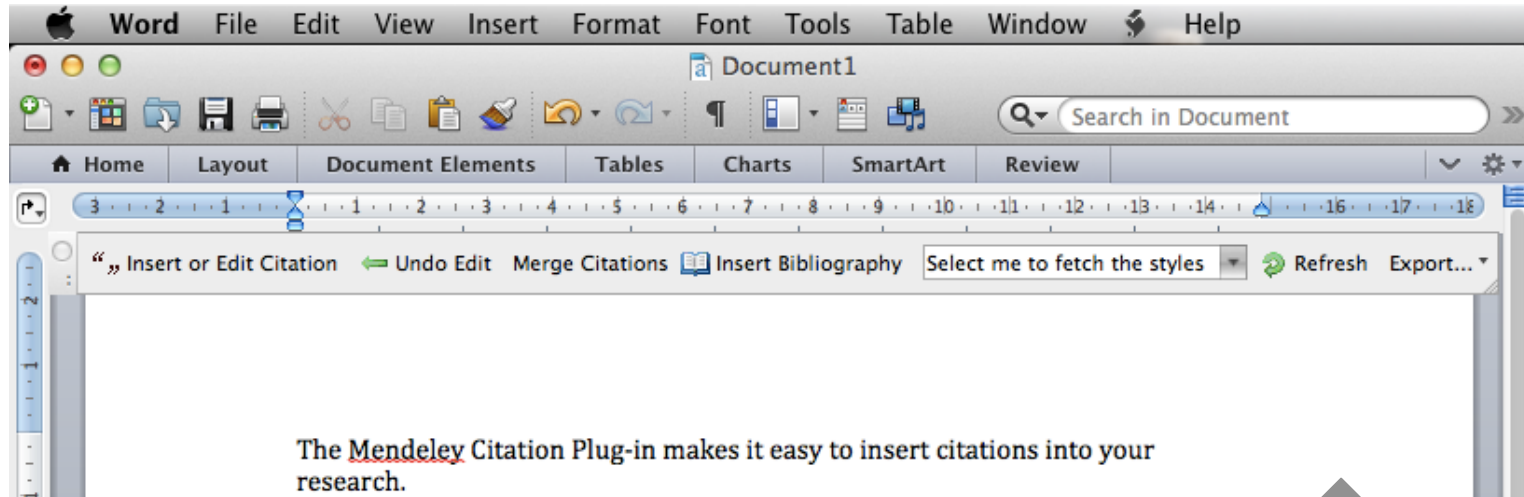 Word File Edit View Insert Format Font Tools Table Window Help
Document1
Search in Document
Home Layout Document Elements Tables Charts SmartArt Review
3 2 1 1 2 3 4 5 6 7 8 9 10 11 12 13 14 16 17 18
“ „ Insert or Edit Citation Undo Edit Merge Citations Insert Bibliography Select me to fetch the styles Refresh Export...
2
1
The Mendeley Citation Plug-in makes it easy to insert citations into your
research.